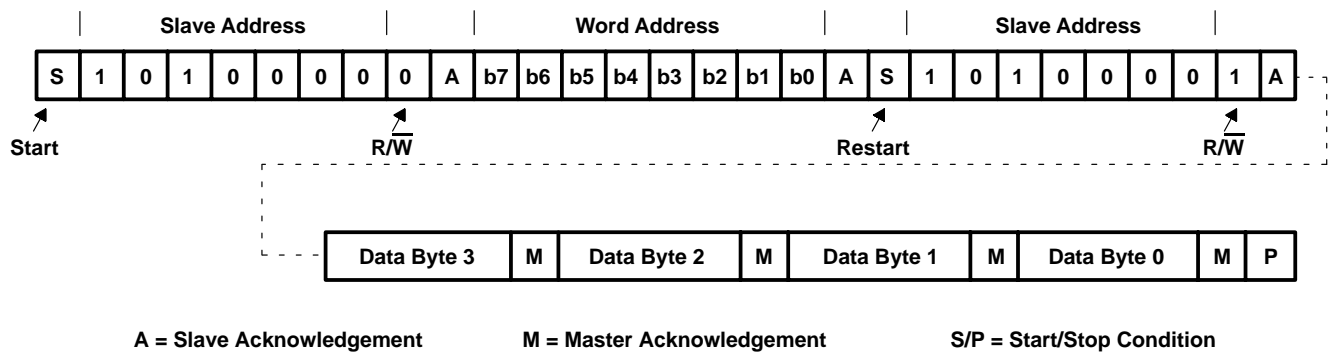 Slave Address Word Address Slave Address
S 1 0 1 0 0 0 0 0 A b7 b6 b5 b4 b3 b2 b1 b0 A S 1 0 1 0 0 0 0 1 A
Start R/W Restart R/W
Data Byte 3 M Data Byte 2 M Data Byte 1 M Data Byte 0 M P
A = Slave Acknowledgement M = Master Acknowledgement S/P = Start/Stop Condition